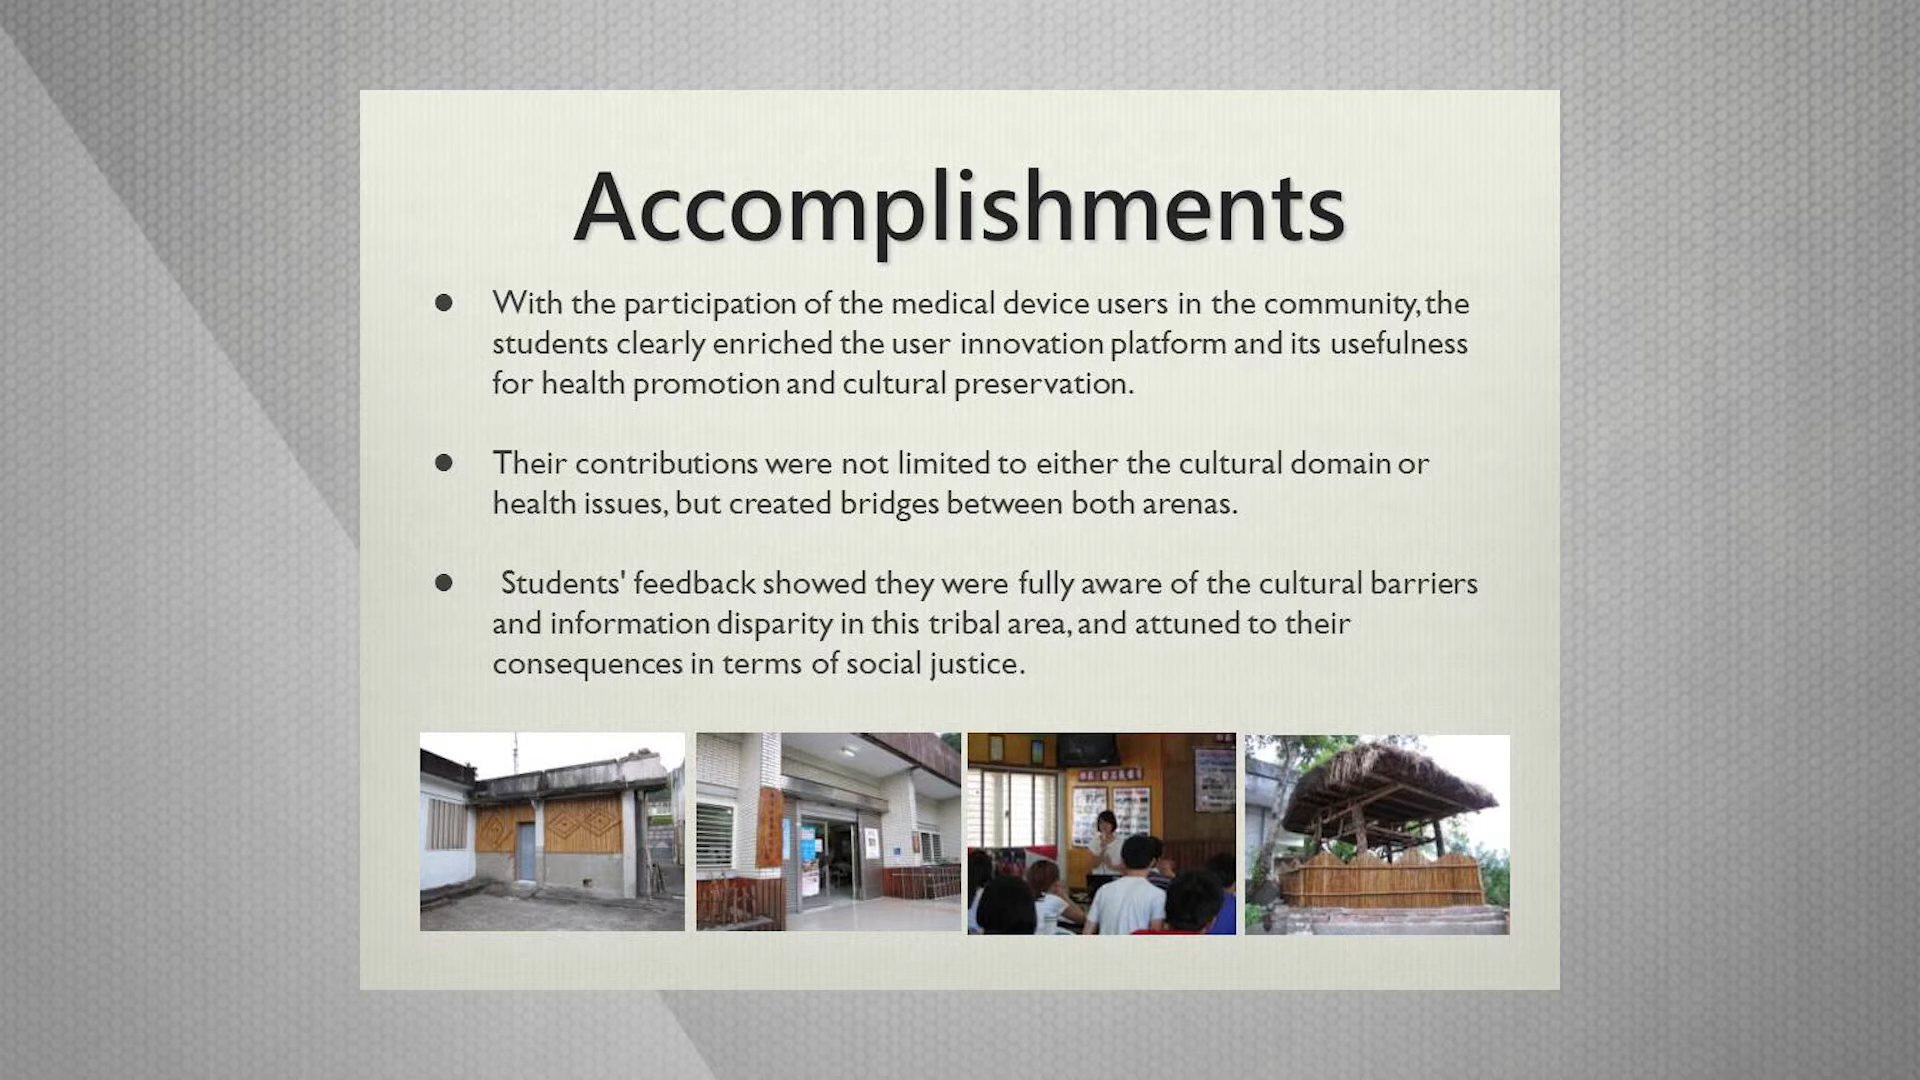 Accomplishments
● With the participation of the medical device users in the community, the
students clearly enriched the user innovation platform and its usefulness
for health promotion and cultural preservation.
● Their contributions were not limited to either the cultural domain or
health issues, but created bridges between both arenas.
● Students' feedback showed they were fully aware of the cultural barriers
and information disparity in this tribal area, and attuned to their
consequences in terms of social justice.